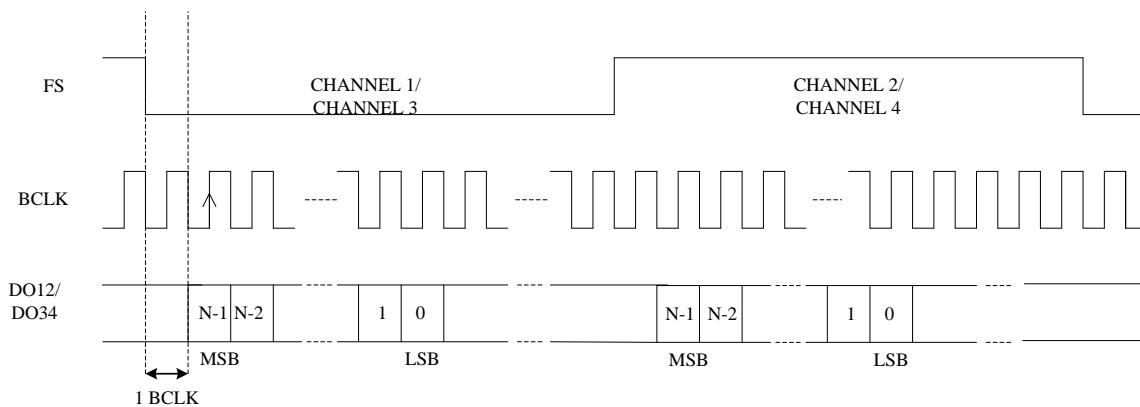 FS
CHANNEL 1/
CHANNEL 3
CHANNEL 2/
CHANNEL 4
BCLK
DO12/
DO34
N-1 N-2 1 0 N-1 N-2 1 0
MSB LSB MSB LSB
1 BCLK